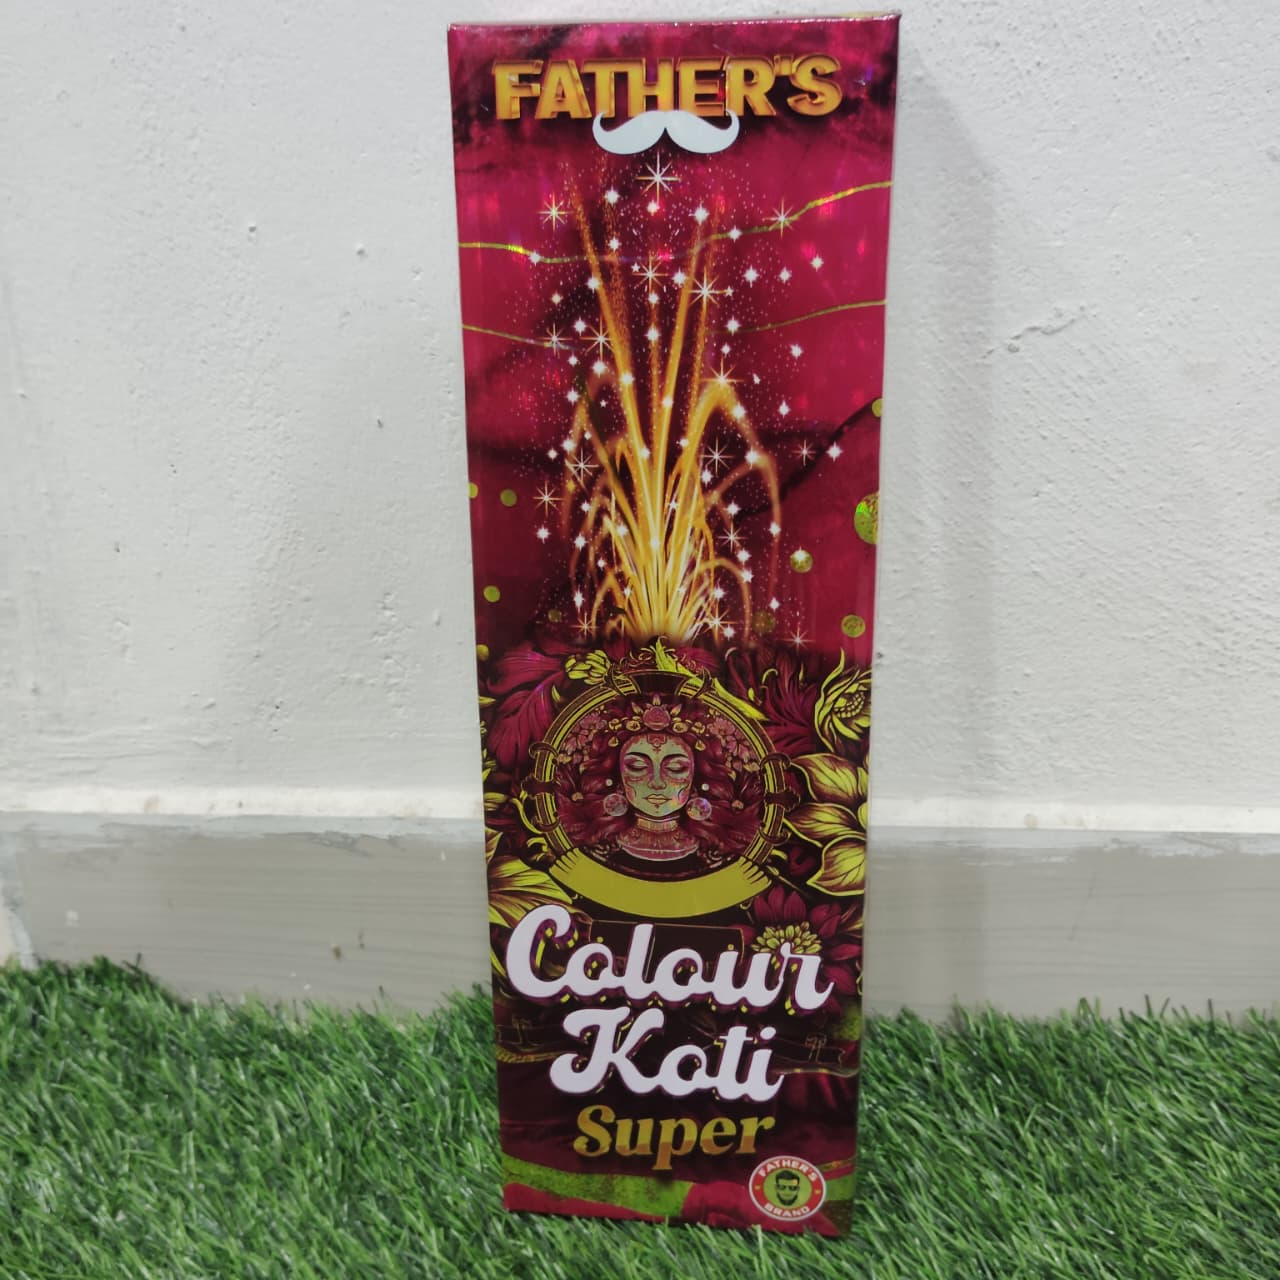 FATHER'S
Colour
Koti
Super
FATHER'S
BRAND